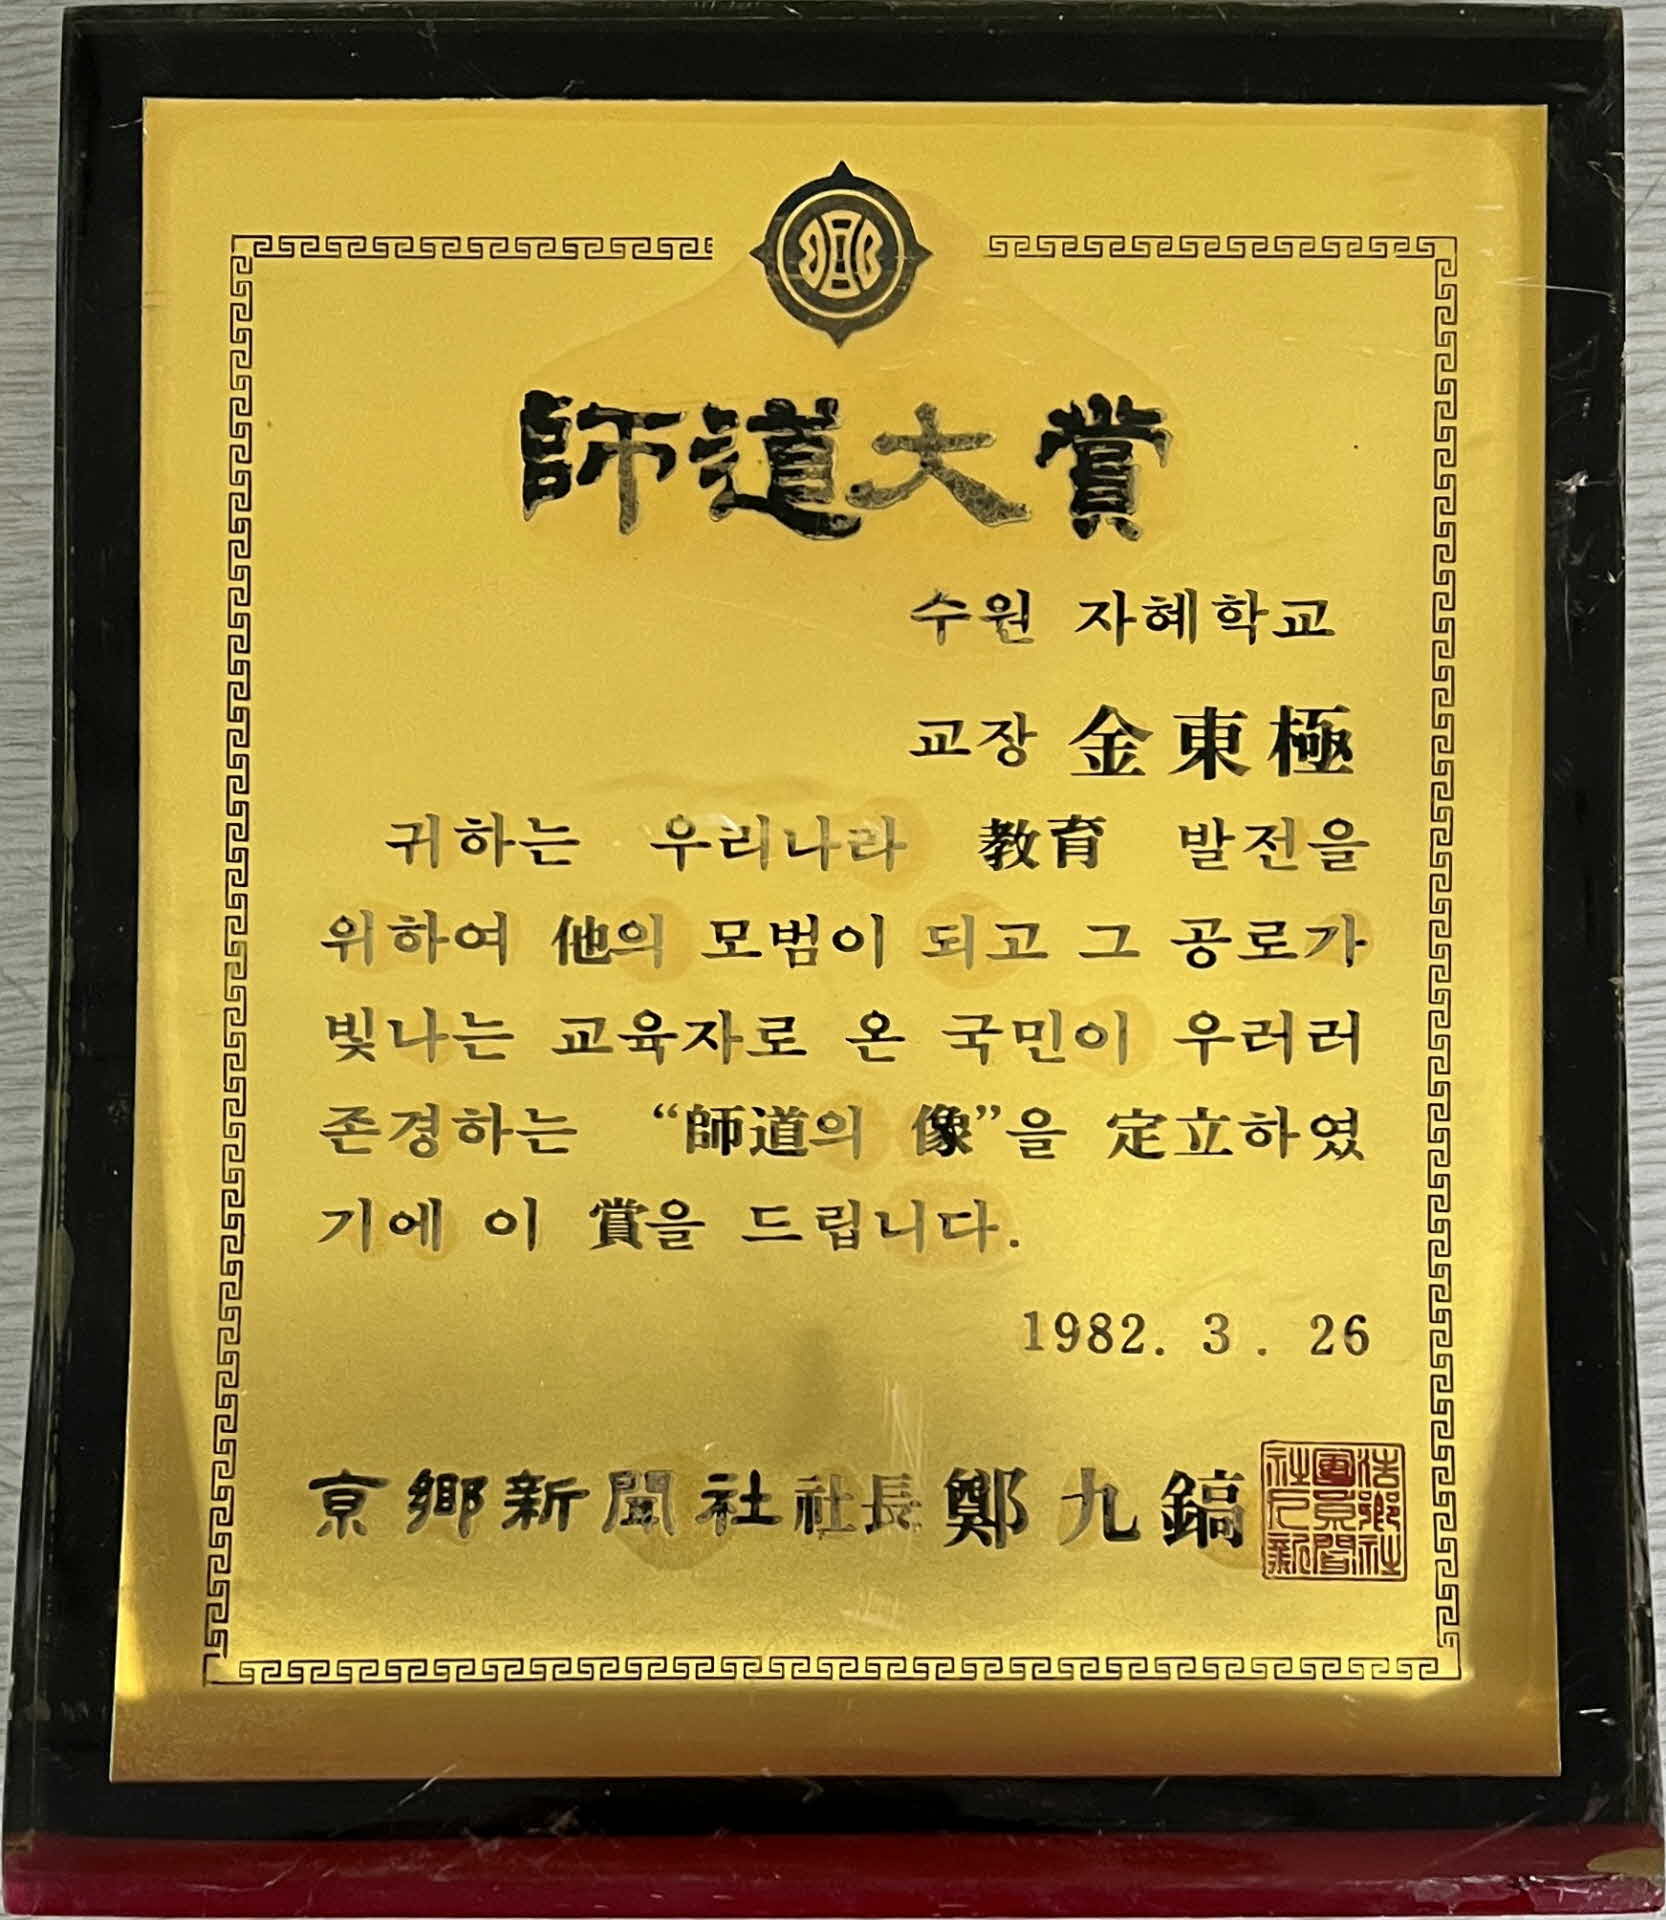 師道大賞
수원 자혜학교
교장 金東極
귀하는 우리나라 教育 발전을
위하여 他의 모범이 되고 그 공로가
빛나는 교육자로 온 국민이 우러러
존경하는 “師道의 像”을 定立하였
기에 이 賞을 드립니다.
1982. 3. 26
京鄉新聞社社長 鄭九鎬